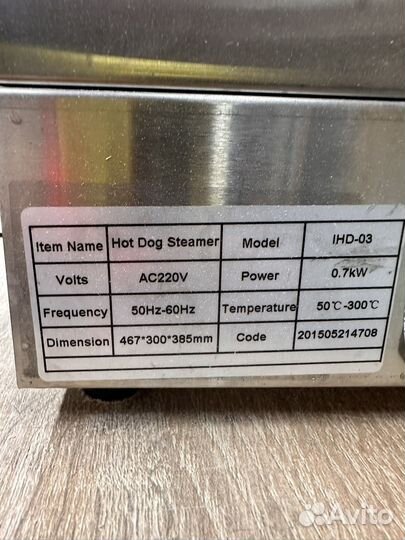 Item Name Hot Dog Steamer Model IHD-03
Volts AC220V Power 0.7kW
Frequency 50Hz-60Hz Temperature 50℃-300℃
Dimension 467*300*385mm Code 201505214708
Avito